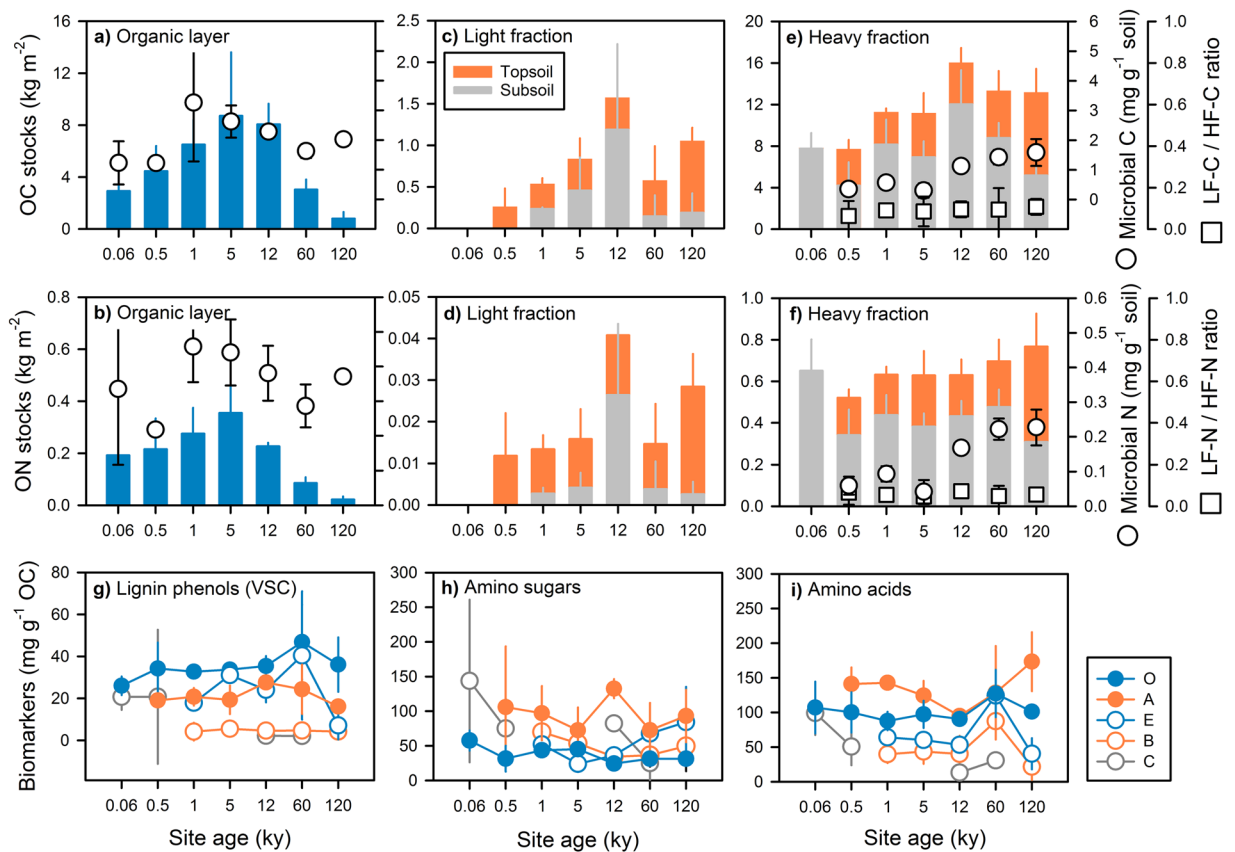 a) Organic layer
OC stocks (kg m-2)
16
12
8
4
0
0.06 0.5 1 5 12 60 120
c) Light fraction
Topsoil
Subsoil
2.5
2.0
1.5
1.0
0.5
0.0
0.5 1 5 12 60 120
e) Heavy fraction
20
16
12
8
4
0
0.06 0.5 1 5 12 60 120
6
5
4
3
2
1
0
Microbial C (mg g-1 soil)
1.0
0.8
0.6
0.4
0.2
0.0
LF-C / HF-C ratio
b) Organic layer
ON stocks (kg m-2)
0.8
0.6
0.4
0.2
0.0
0.06 0.5 1 5 12 60 120
d) Light fraction
0.05
0.04
0.03
0.02
0.01
0.00
0.5 1 5 12 60 120
f) Heavy fraction
1.0
0.8
0.6
0.4
0.2
0.0
0.06 0.5 1 5 12 60 120
0.6
0.5
0.4
0.3
0.2
0.1
0.0
Microbial N (mg g-1 soil)
1.0
0.8
0.6
0.4
0.2
0.0
LF-N / HF-N ratio
g) Lignin phenols (VSC)
Biomarkers (mg g-1 OC)
80
60
40
20
0
0.06 0.5 1 5 12 60 120
Site age (ky)
h) Amino sugars
300
250
200
150
100
50
0
0.06 0.5 1 5 12 60 120
Site age (ky)
i) Amino acids
300
250
200
150
100
50
0
0.06 0.5 1 5 12 60 120
Site age (ky)
O
A
E
B
C